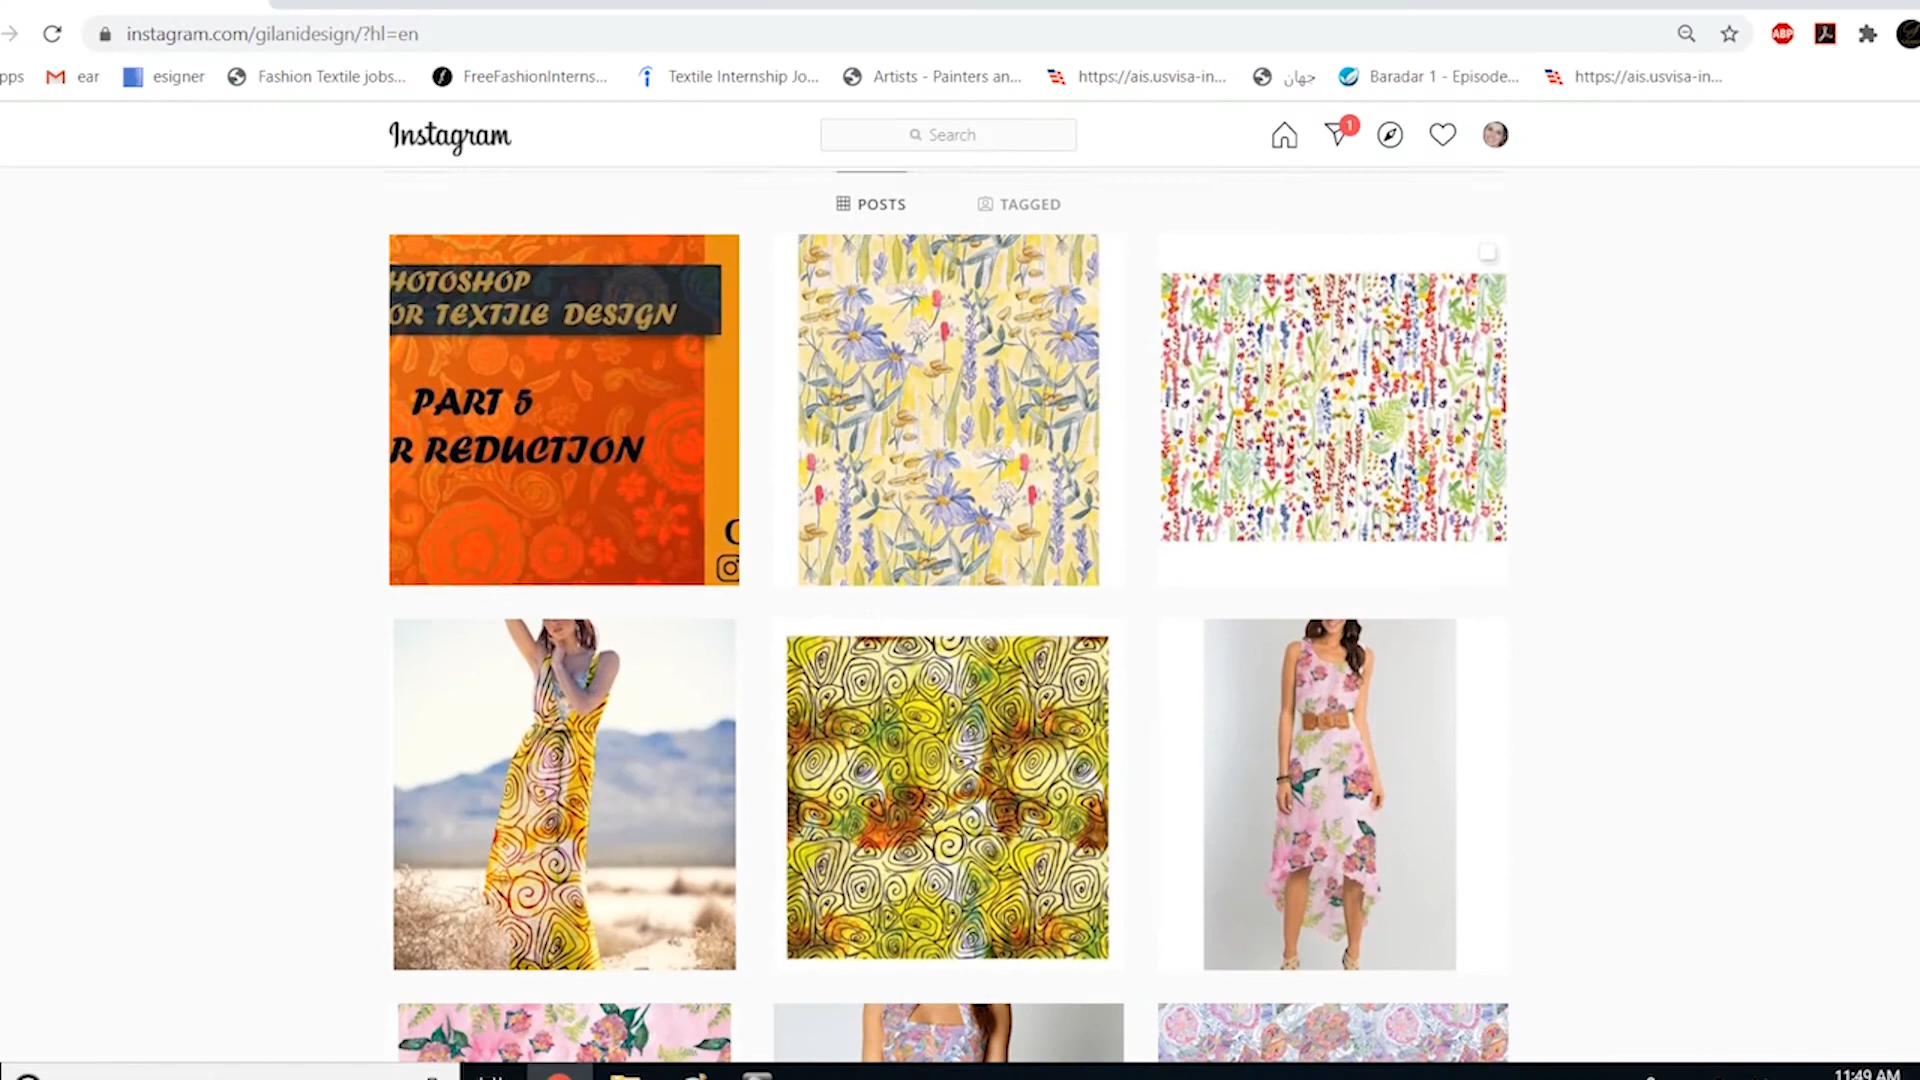 instagram.com/gilanidesign/?hl=en
ABP
pps
ear
esigner
Fashion Textile jobs...
FreeFashionInterns...
Textile Internship Jo...
Artists - Painters an...
https://ais.usvisa-in...
جهان
Baradar 1 - Episode...
https://ais.usvisa-in...
Instagram
Search
1
POSTS
TAGGED
HOTOSHOP
OR TEXTILE DESIGN
PART 5
R REDUCTION
11:49 AM